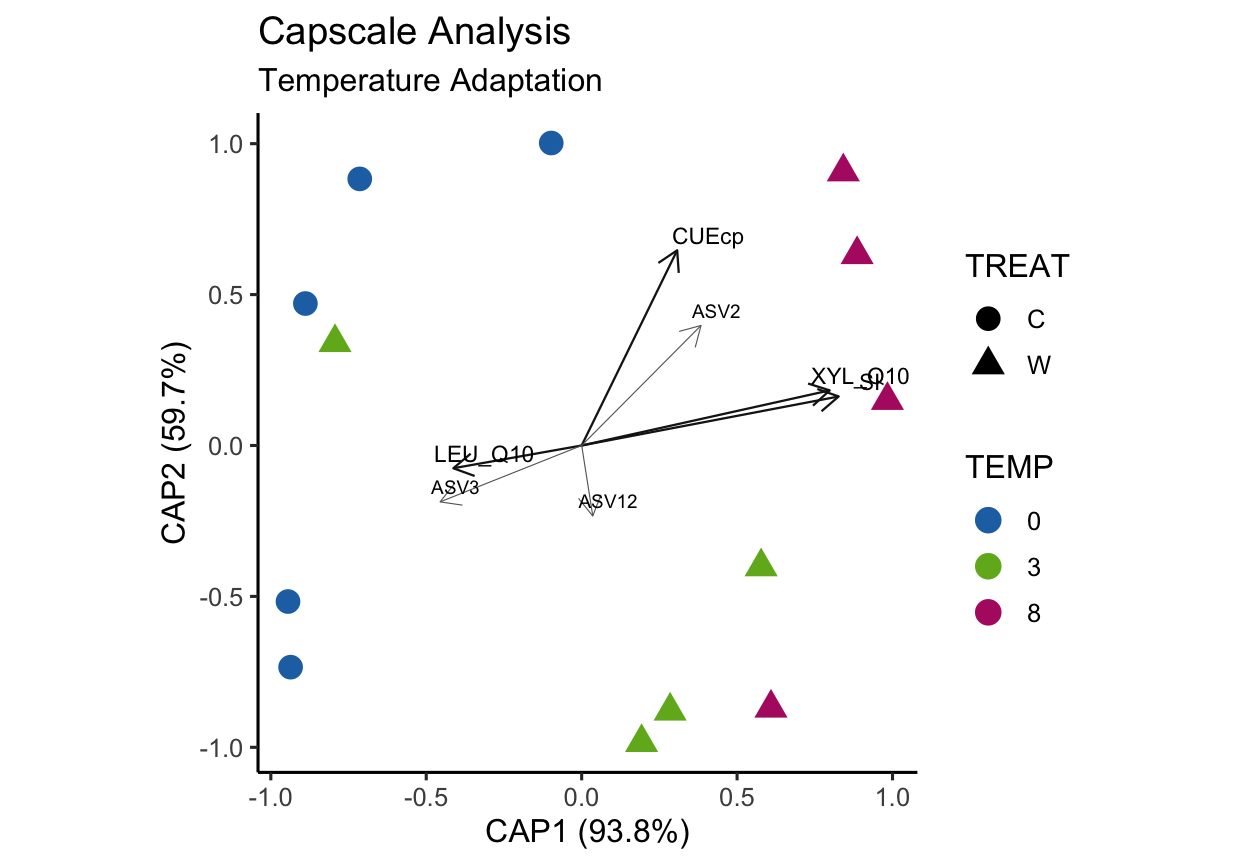 Capscale Analysis
Temperature Adaptation
CAP2 (59.7%)
1.0
0.5
0.0
-0.5
-1.0
CUEcp
ASV2
XYL_Q10
SI
LEU_Q10
ASV3
ASV12
-1.0
-0.5
0.0
0.5
1.0
CAP1 (93.8%)
TREAT
C
W
TEMP
0
3
8